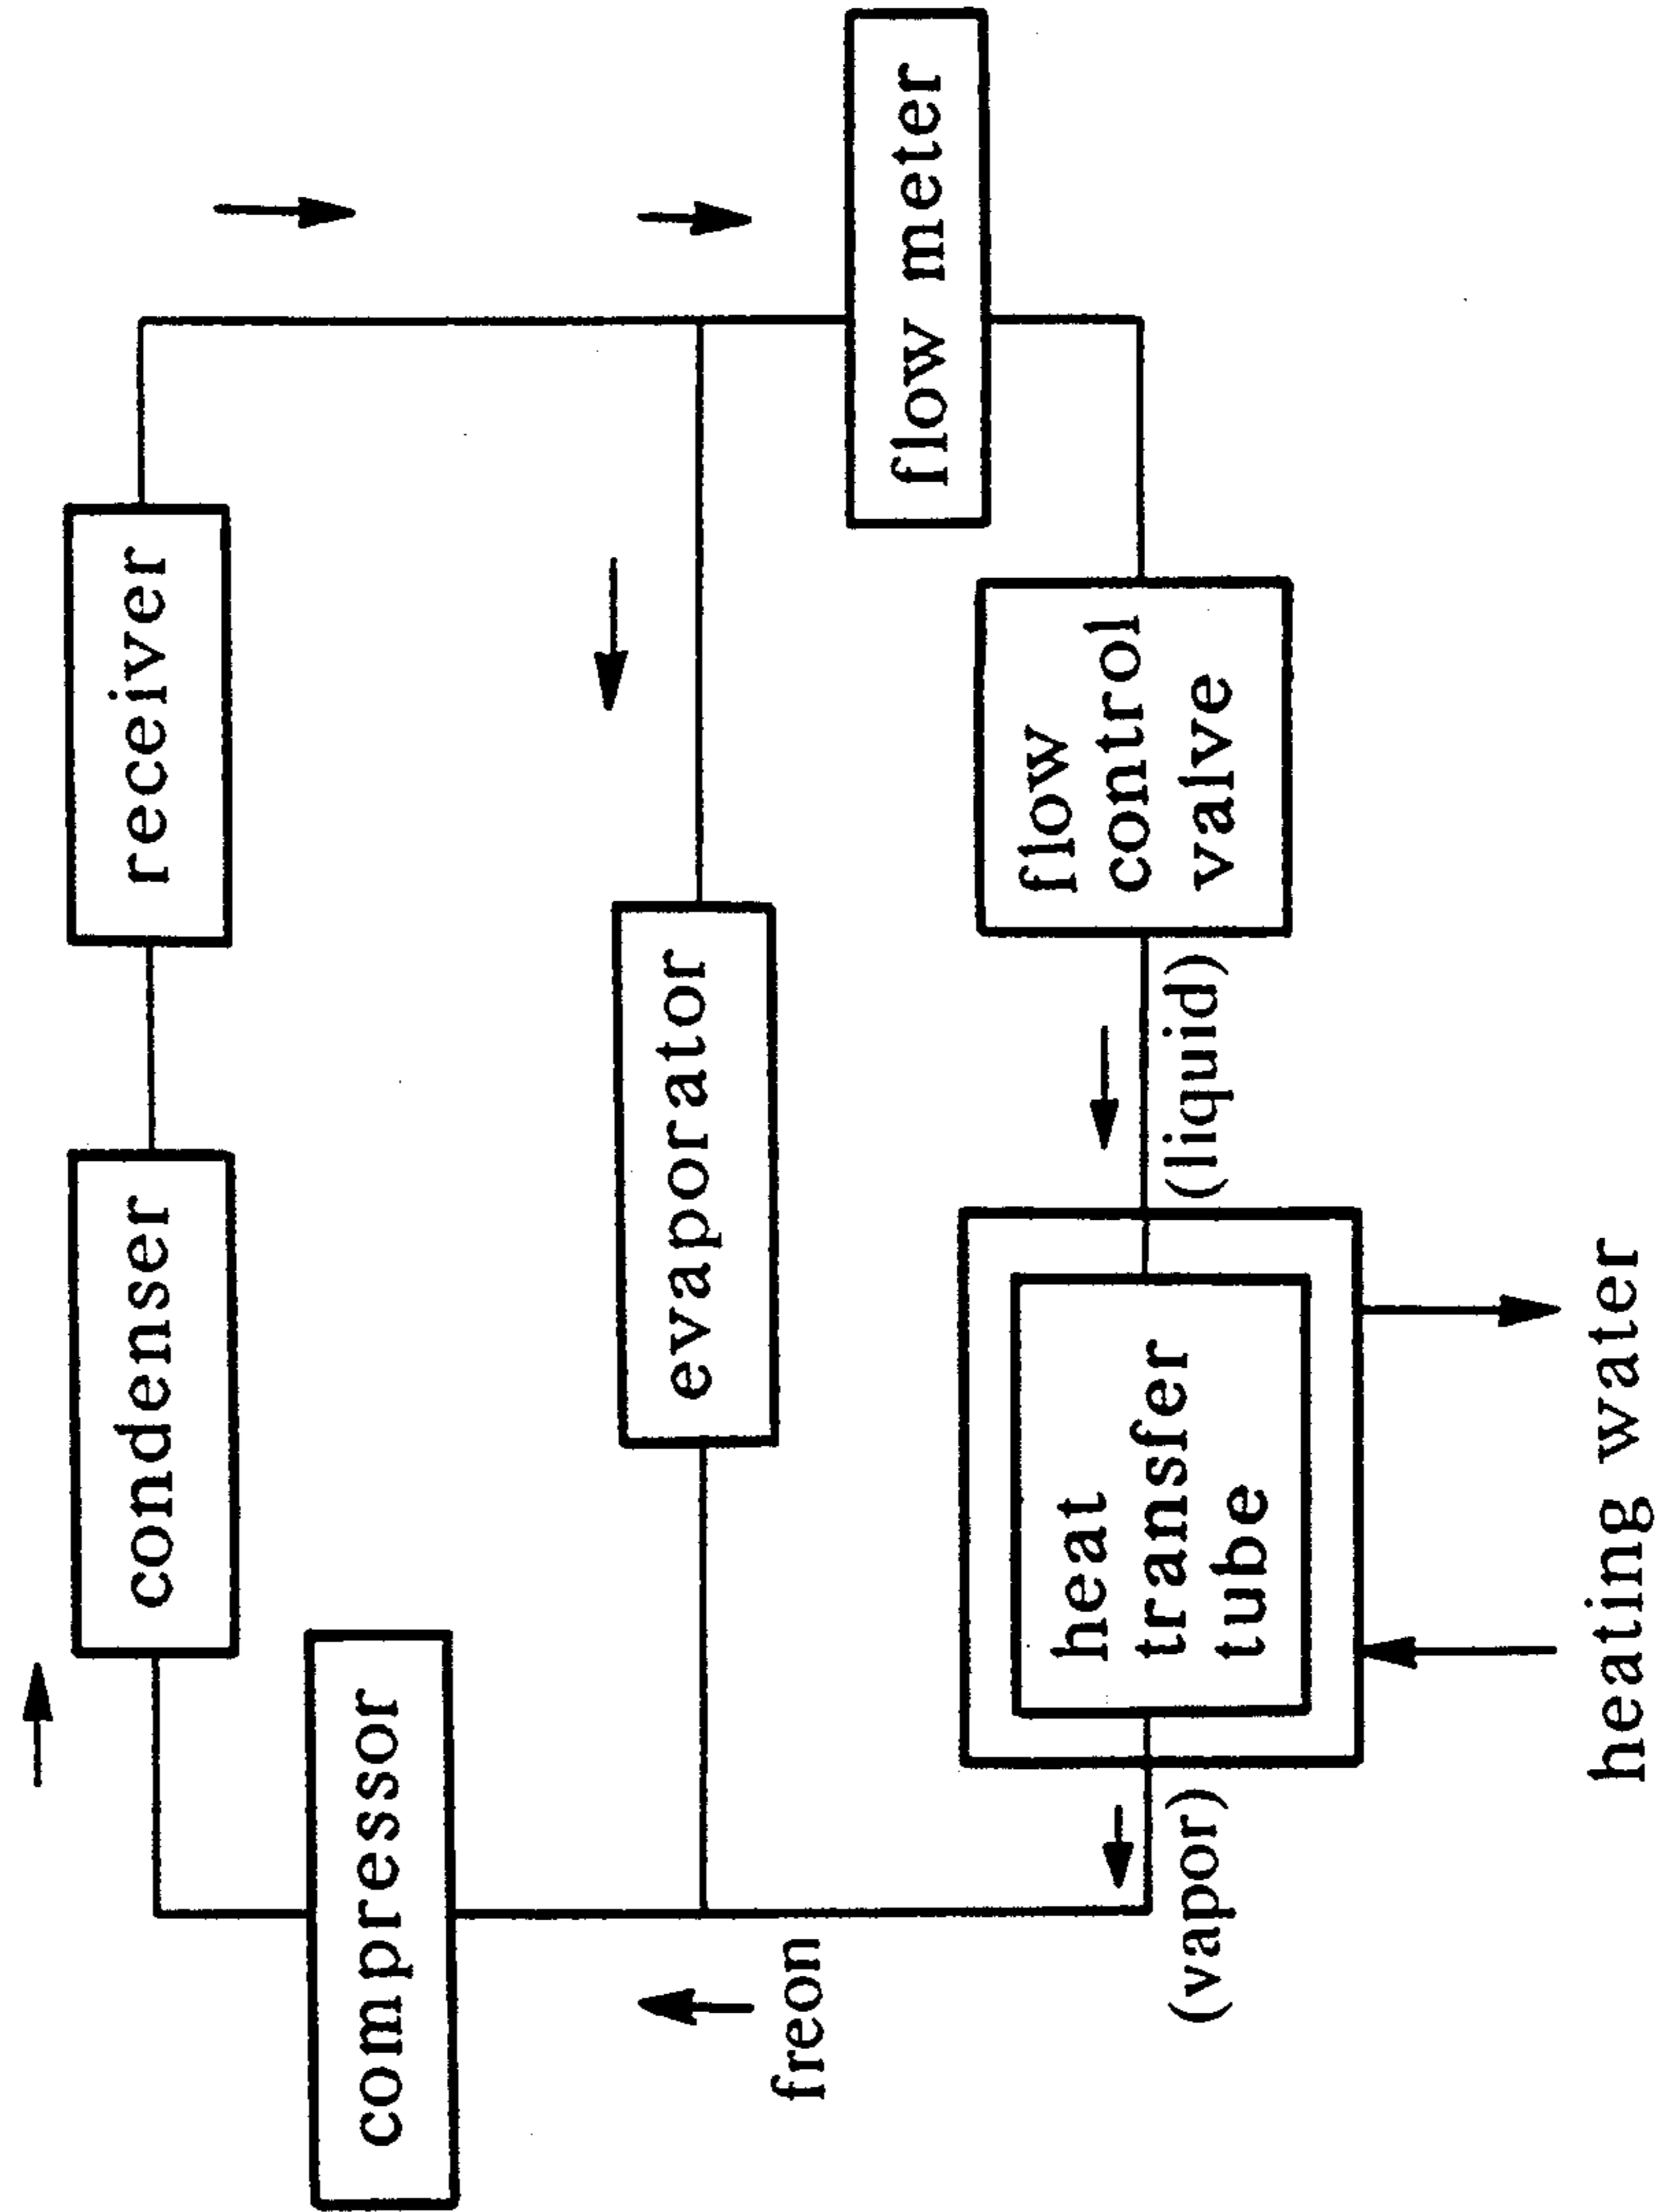 compressor
condenser
receiver
freon
evaporator
flow meter
(vapor)
heat
transfer
tube
(liquid)
flow
control
valve
heating water